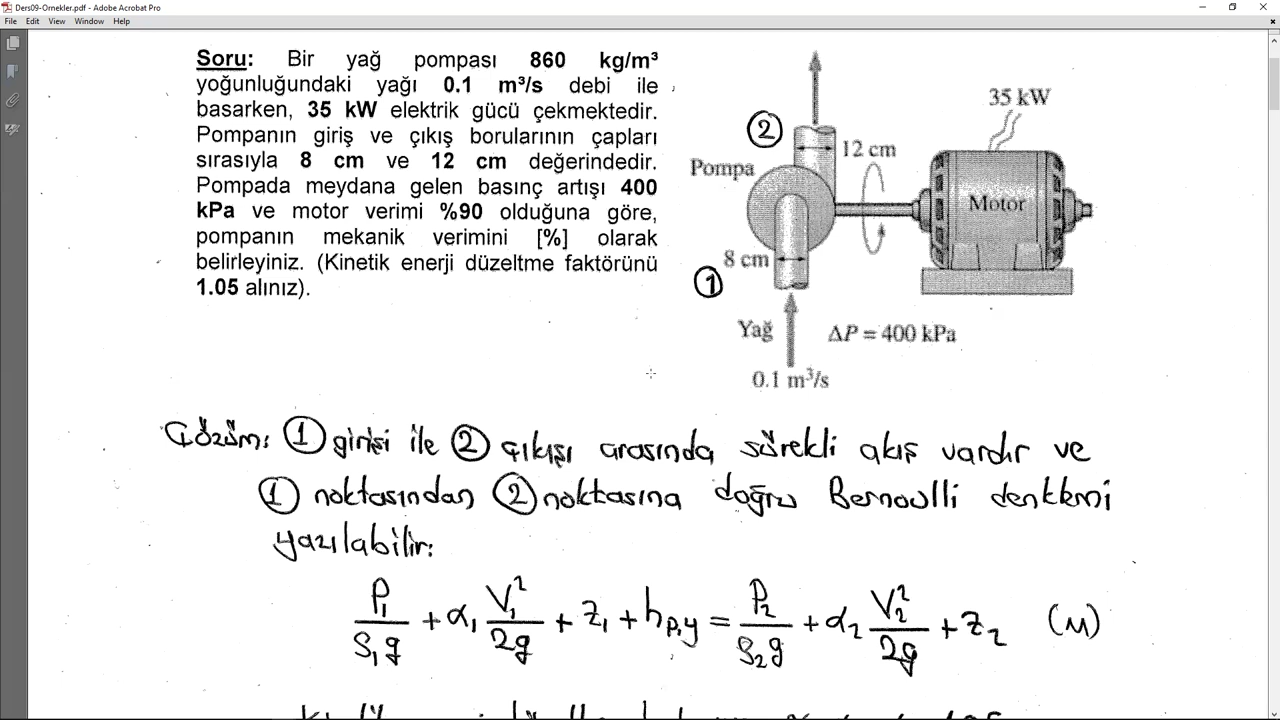 Ders09-Ornekler.pdf - Adobe Acrobat Pro
File Edit View Window Help
Soru: Bir yağ pompası 860 kg/m³
yoğunluğundaki yağı 0.1 m³/s debi ile
basarken, 35 kW elektrik gücü çekmektedir.
Pompanın giriş ve çıkış borularının çapları
sırasıyla 8 cm ve 12 cm değerindedir.
Pompada meydana gelen basınç artışı 400
kPa ve motor verimi %90 olduğuna göre,
pompanın mekanik verimini [%] olarak
belirleyiniz. (Kinetik enerji düzeltme faktörünü
1.05 alınız).
35 kW
2
12 cm
Pompa
Motor
8 cm
1
Yağ
ΔP = 400 kPa
0.1 m³/s
Çözüm: ① girişi ile ② çıkışı arasında sürekli akış vardır ve
① noktasından ② noktasına doğru Bernoulli denklemi
yazılabilir:
P₁/ρ₁g + α₁ V₁²/2g + z₁ + hp,y = P₂/ρ₂g + α₂ V₂²/2g + z₂ (M)